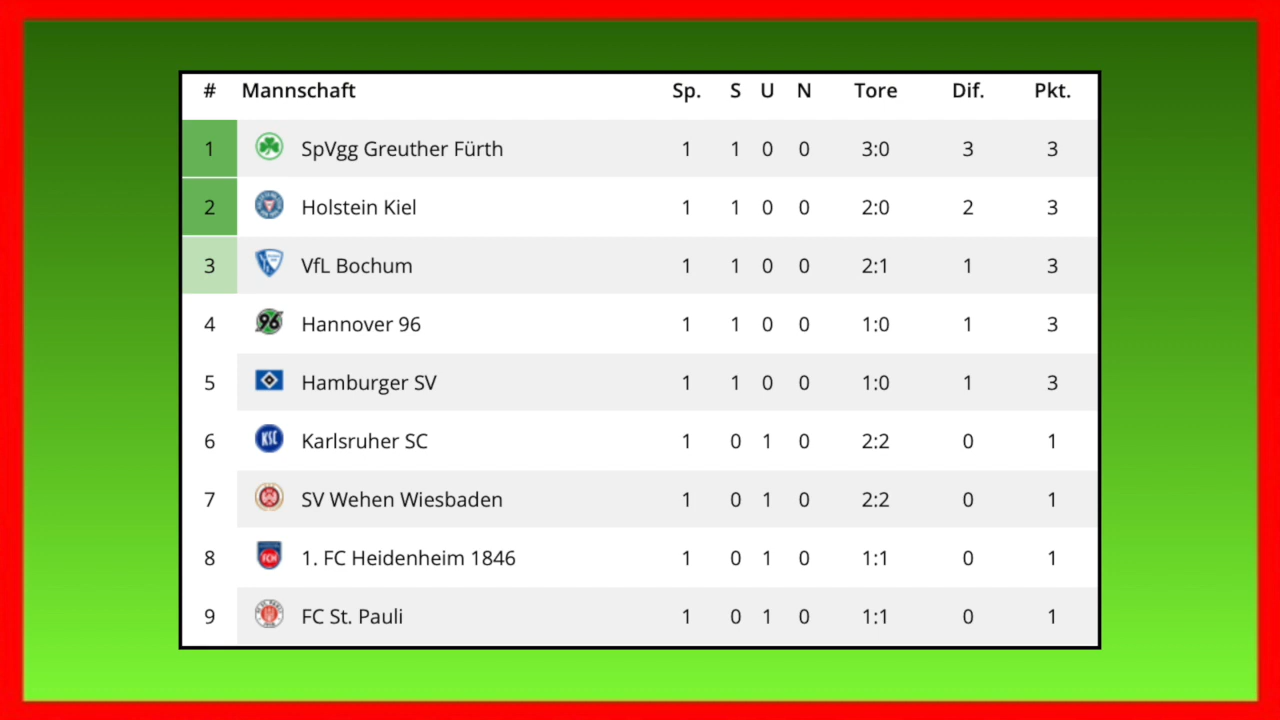 # Mannschaft Sp. S U N Tore Dif. Pkt.
1 SpVgg Greuther Fürth 1 1 0 0 3:0 3 3
2 Holstein Kiel 1 1 0 0 2:0 2 3
3 VfL Bochum 1 1 0 0 2:1 1 3
4 96 Hannover 96 1 1 0 0 1:0 1 3
5 Hamburger SV 1 1 0 0 1:0 1 3
6 KSC Karlsruher SC 1 0 1 0 2:2 0 1
7 SV Wehen Wiesbaden 1 0 1 0 2:2 0 1
8 FCH 1. FC Heidenheim 1846 1 0 1 0 1:1 0 1
9 FC St. Pauli 1 0 1 0 1:1 0 1